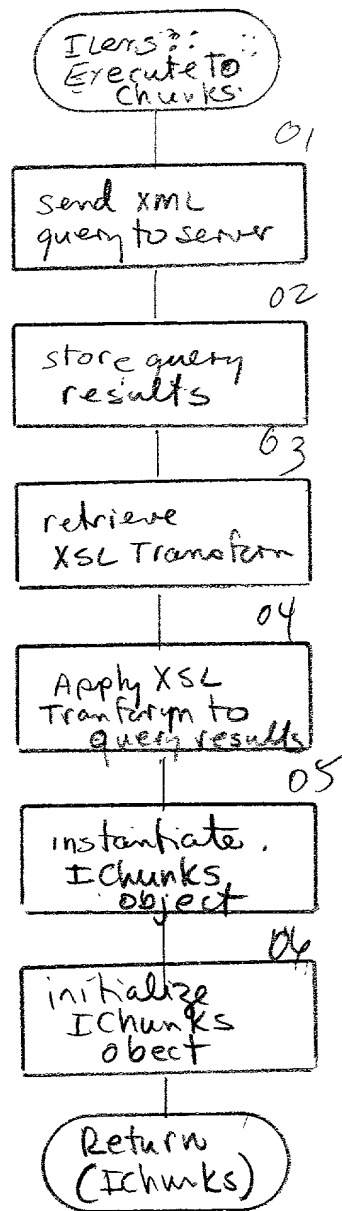 ILens::
Execute To
Chunks
01
send XML
query to server
02
store query
results
03
retrieve
XSL Transform
04
Apply XSL
Tranform to
query results
05
instantiate
IChunks
object
06
initialize
IChunks
obect
Return
(IChunks)